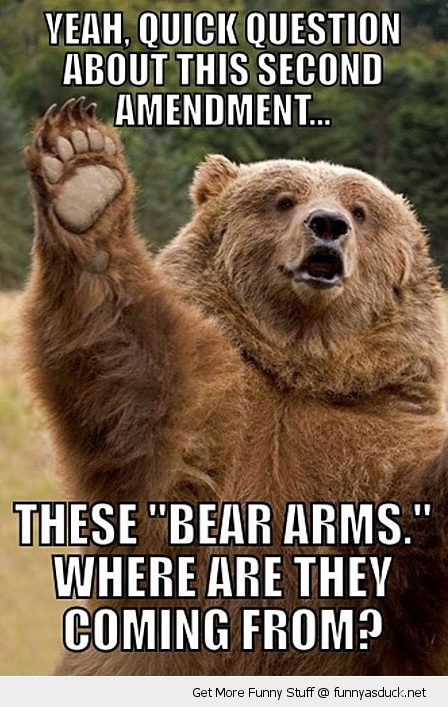 YEAH, QUICK QUESTION
ABOUT THIS SECOND
AMENDMENT...
THESE "BEAR ARMS."
WHERE ARE THEY
COMING FROM?
Get More Funny Stuff @ funnyasduck.net